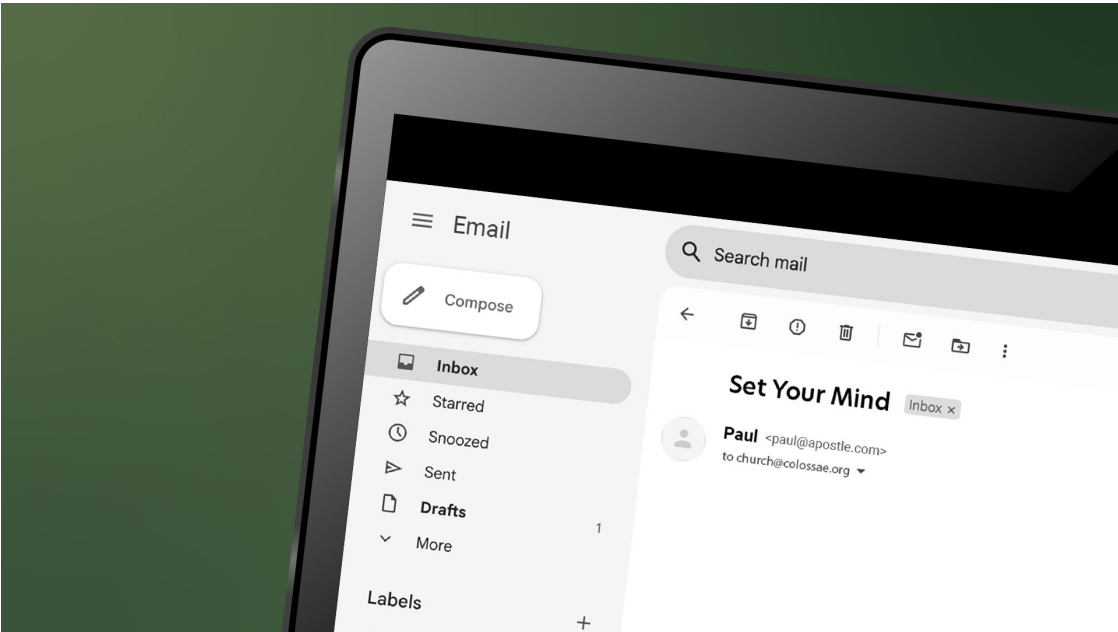 Email
Search mail
Compose
Inbox
Starred
Snoozed
Sent
Drafts 1
More
Labels
Set Your Mind Inbox ×
Paul <paul@apostle.com>
to church@colossae.org